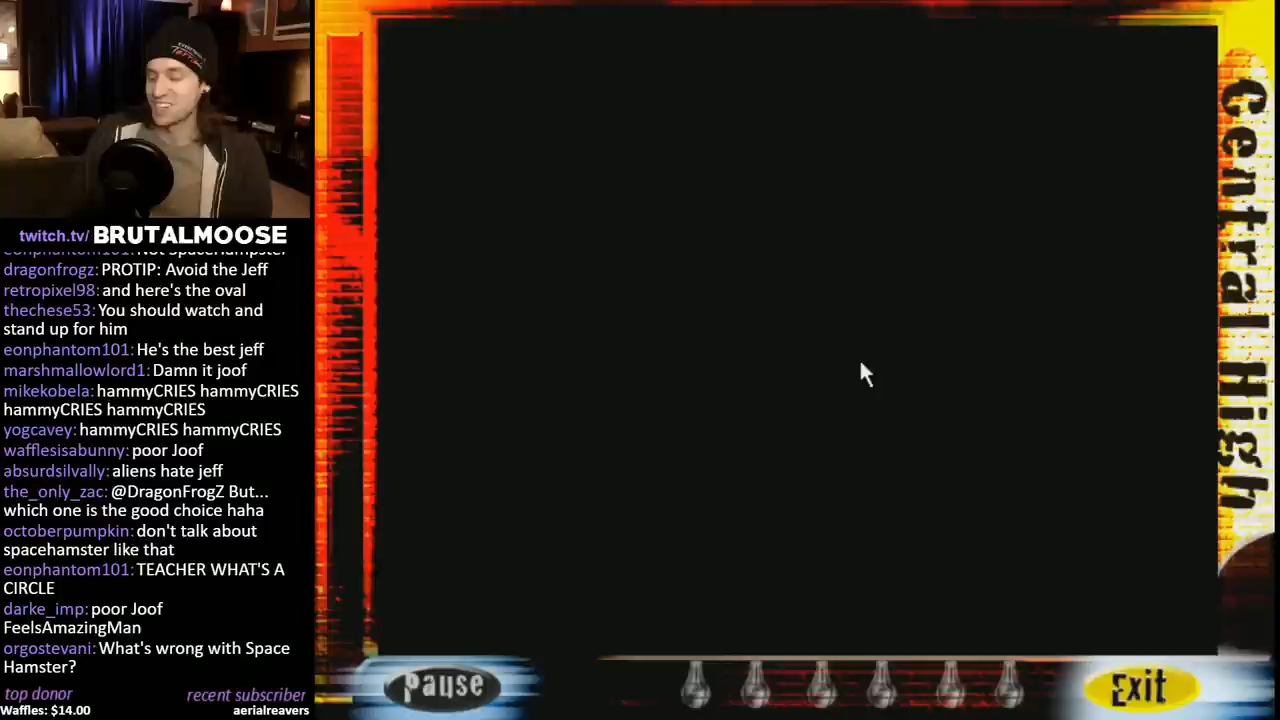 twitch.tv/ BRUTALMOOSE
dragonfrogz: PROTIP: Avoid the Jeff
retropixel98: and here's the oval
thechese53: You should watch and
stand up for him
eonphantom101: He's the best jeff
marshmallowlord1: Damn it joof
mikekobela: hammyCRIES hammyCRIES
hammyCRIES hammyCRIES
yogcavey: hammyCRIES hammyCRIES
wafflesisabunny: poor Joof
absurdsilvally: aliens hate jeff
the_only_zac: @DragonFrogZ But...
which one is the good choice haha
octoberpumpkin: don't talk about
spacehamster like that
eonphantom101: TEACHER WHAT'S A
CIRCLE
darke_imp: poor Joof
FeelsAmazingMan
orgostevani: What's wrong with Space
Hamster?
top donor recent subscriber
Waffles: $14.00 aerialreavers
Central High
Pause
Exit